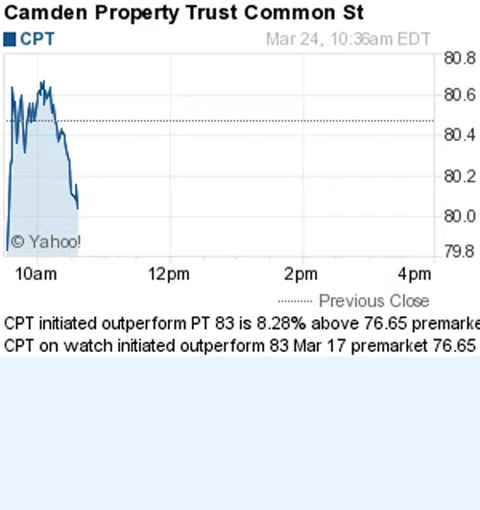 Camden Property Trust Common St
CPT
Mar 24, 10:36am EDT
80.8
80.6
80.4
80.2
80.0
79.8
© Yahoo!
10am 12pm 2pm 4pm
Previous Close
CPT initiated outperform PT 83 is 8.28% above 76.65 premarke
CPT on watch initiated outperform 83 Mar 17 premarket 76.65